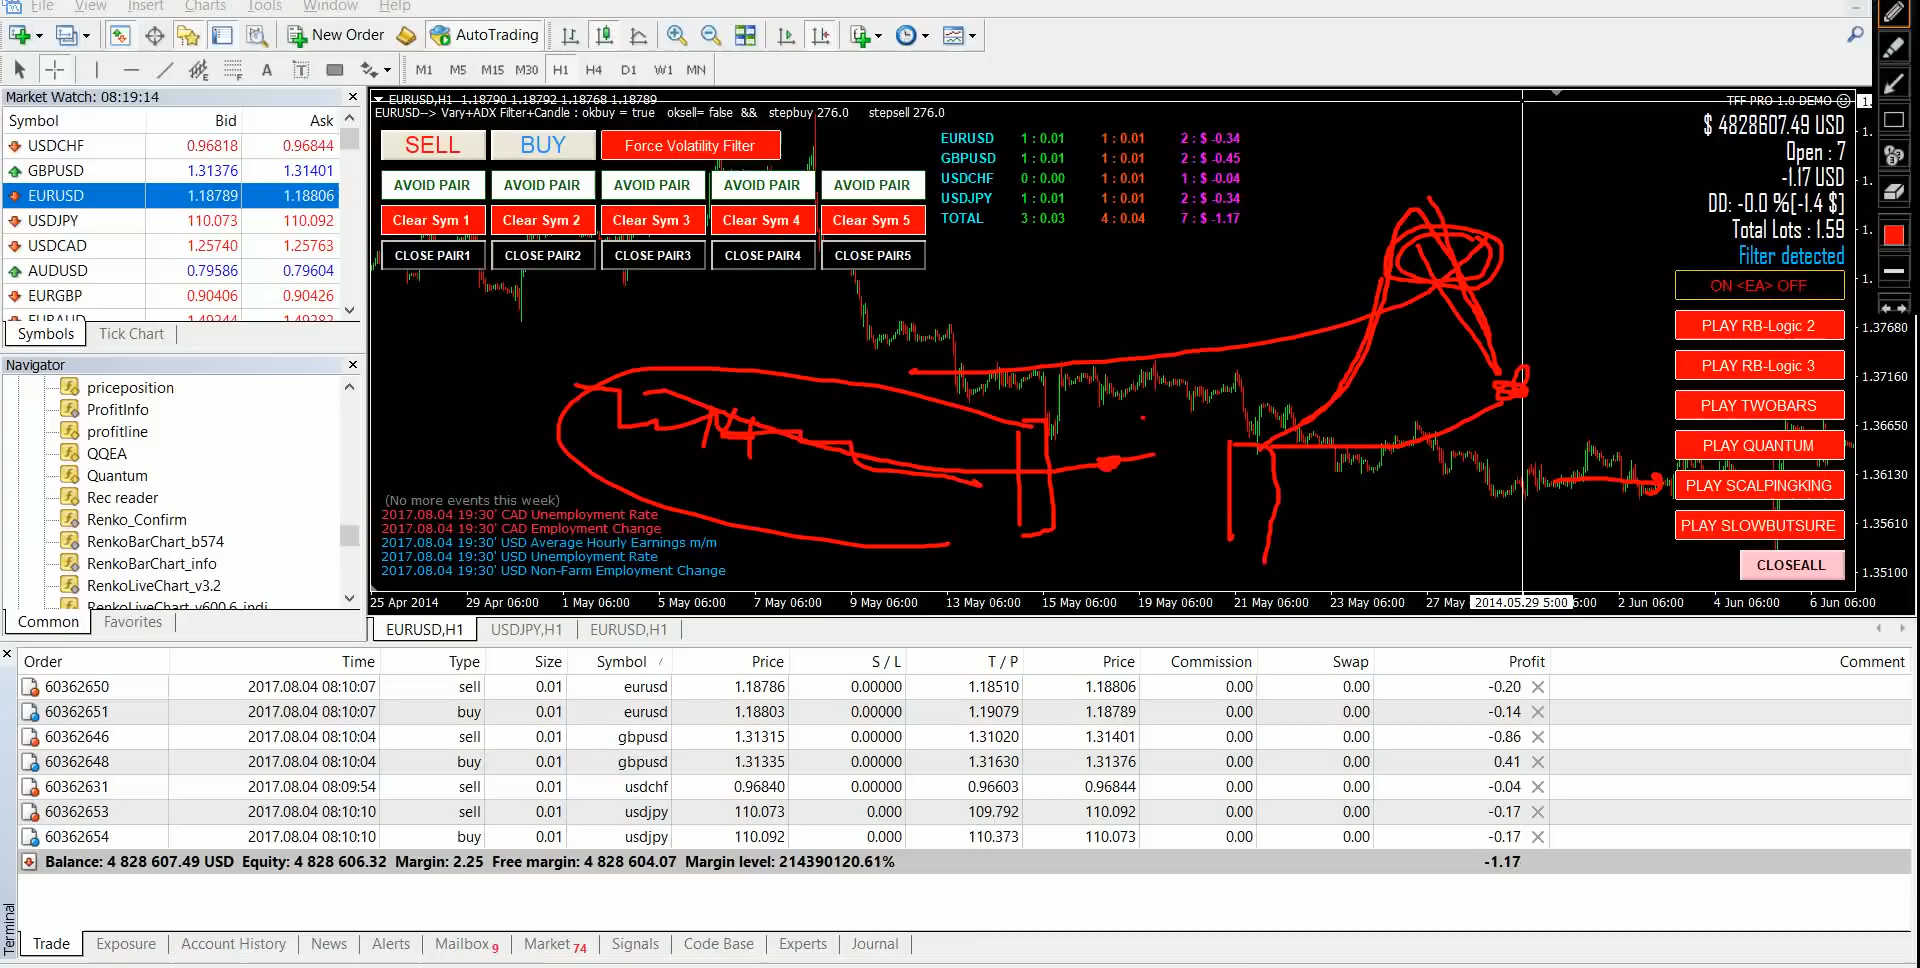 File View Insert Charts Tools Window Help
New Order AutoTrading
A T M1 M5 M15 M30 H1 H4 D1 W1 MN
Market Watch: 08:19:14
Symbol Bid Ask
USDCHF 0.96818 0.96844
GBPUSD 1.31376 1.31401
EURUSD 1.18789 1.18806
USDJPY 110.073 110.092
USDCAD 1.25740 1.25763
AUDUSD 0.79586 0.79604
EURGBP 0.90406 0.90426
EURAUD 1.49244 1.49282
Symbols Tick Chart
Navigator
priceposition
ProfitInfo
profitline
QQEA
Quantum
Rec reader
Renko_Confirm
RenkoBarChart_b574
RenkoBarChart_info
RenkoLiveChart_v3.2
RenkoLiveChart_v600.6_indi
Common Favorites
EURUSD,H1 1.18790 1.18792 1.18768 1.18789
EURUSD--> Vary+ADX Filter+Candle : okbuy = true oksell= false && stepbuy 276.0 stepsell 276.0
SELL BUY Force Volatility Filter
AVOID PAIR AVOID PAIR AVOID PAIR AVOID PAIR AVOID PAIR
Clear Sym 1 Clear Sym 2 Clear Sym 3 Clear Sym 4 Clear Sym 5
CLOSE PAIR1 CLOSE PAIR2 CLOSE PAIR3 CLOSE PAIR4 CLOSE PAIR5
EURUSD 1 : 0.01 1 : 0.01 2 : $ -0.34
GBPUSD 1 : 0.01 1 : 0.01 2 : $ -0.45
USDCHF 0 : 0.00 1 : 0.01 1 : $ -0.04
USDJPY 1 : 0.01 1 : 0.01 2 : $ -0.34
TOTAL 3 : 0.03 4 : 0.04 7 : $ -1.17
TFF PRO 1.0 DEMO
$ 4828607.49 USD
Open : 7
-1.17 USD
DD: -0.0 %[-1.4 $]
Total Lots : 1.59
Filter detected
ON <EA> OFF
PLAY RB-Logic 2
PLAY RB-Logic 3
PLAY TWOBARS
PLAY QUANTUM
PLAY SCALPINGKING
PLAY SLOWBUTSURE
CLOSEALL
1.37680
1.37160
1.36650
1.36130
1.35610
1.35100
(No more events this week)
2017.08.04 19:30' CAD Unemployment Rate
2017.08.04 19:30' CAD Employment Change
2017.08.04 19:30' USD Average Hourly Earnings m/m
2017.08.04 19:30' USD Unemployment Rate
2017.08.04 19:30' USD Non-Farm Employment Change
25 Apr 2014 29 Apr 06:00 1 May 06:00 5 May 06:00 7 May 06:00 9 May 06:00 13 May 06:00 15 May 06:00 19 May 06:00 21 May 06:00 23 May 06:00 27 May 2014.05.29 5:00 6:00 2 Jun 06:00 4 Jun 06:00 6 Jun 06:00
EURUSD,H1 USDJPY,H1 EURUSD,H1
Order Time Type Size Symbol / Price S / L T / P Price Commission Swap Profit Comment
60362650 2017.08.04 08:10:07 sell 0.01 eurusd 1.18786 0.00000 1.18510 1.18806 0.00 0.00 -0.20
60362651 2017.08.04 08:10:07 buy 0.01 eurusd 1.18803 0.00000 1.19079 1.18789 0.00 0.00 -0.14
60362646 2017.08.04 08:10:04 sell 0.01 gbpusd 1.31315 0.00000 1.31020 1.31401 0.00 0.00 -0.86
60362648 2017.08.04 08:10:04 buy 0.01 gbpusd 1.31335 0.00000 1.31630 1.31376 0.00 0.00 0.41
60362631 2017.08.04 08:09:54 sell 0.01 usdchf 0.96840 0.00000 0.96603 0.96844 0.00 0.00 -0.04
60362653 2017.08.04 08:10:10 sell 0.01 usdjpy 110.073 0.000 109.792 110.092 0.00 0.00 -0.17
60362654 2017.08.04 08:10:10 buy 0.01 usdjpy 110.092 0.000 110.373 110.073 0.00 0.00 -0.17
Balance: 4 828 607.49 USD Equity: 4 828 606.32 Margin: 2.25 Free margin: 4 828 604.07 Margin level: 214390120.61% -1.17
Terminal
Trade Exposure Account History News Alerts Mailbox 9 Market 74 Signals Code Base Experts Journal